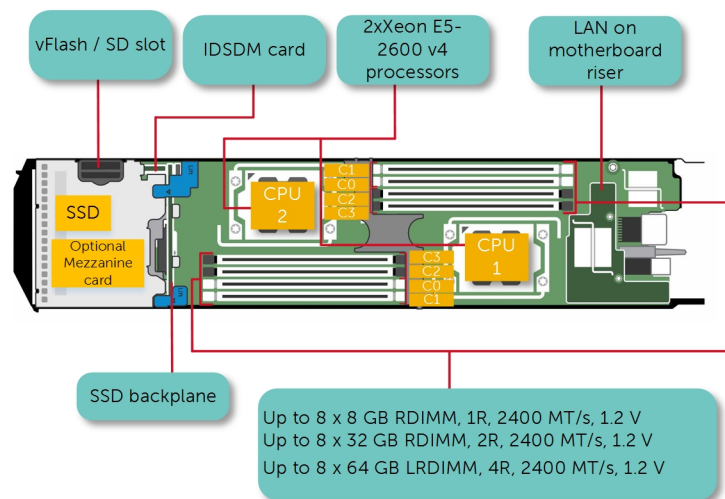 vFlash / SD slot
IDSDM card
2xXeon E5-
2600 v4
processors
LAN on
motherboard
riser
SSD
Optional
Mezzanine
card
CPU
2
C1
C0
C2
C3
C3
C2
C0
C1
CPU
1
SSD backplane
Up to 8 x 8 GB RDIMM, 1R, 2400 MT/s, 1.2 V
Up to 8 x 32 GB RDIMM, 2R, 2400 MT/s, 1.2 V
Up to 8 x 64 GB LRDIMM, 4R, 2400 MT/s, 1.2 V